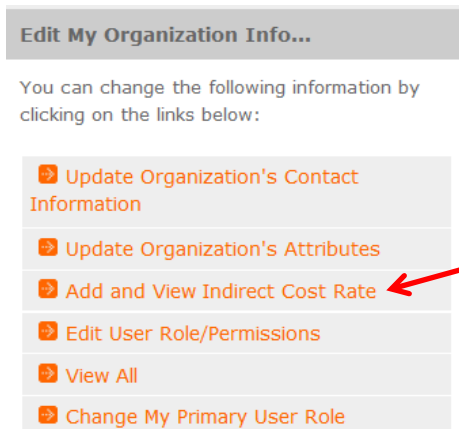 Edit My Organization Info...
You can change the following information by
clicking on the links below:
Update Organization's Contact
Information
Update Organization's Attributes
Add and View Indirect Cost Rate
Edit User Role/Permissions
View All
Change My Primary User Role